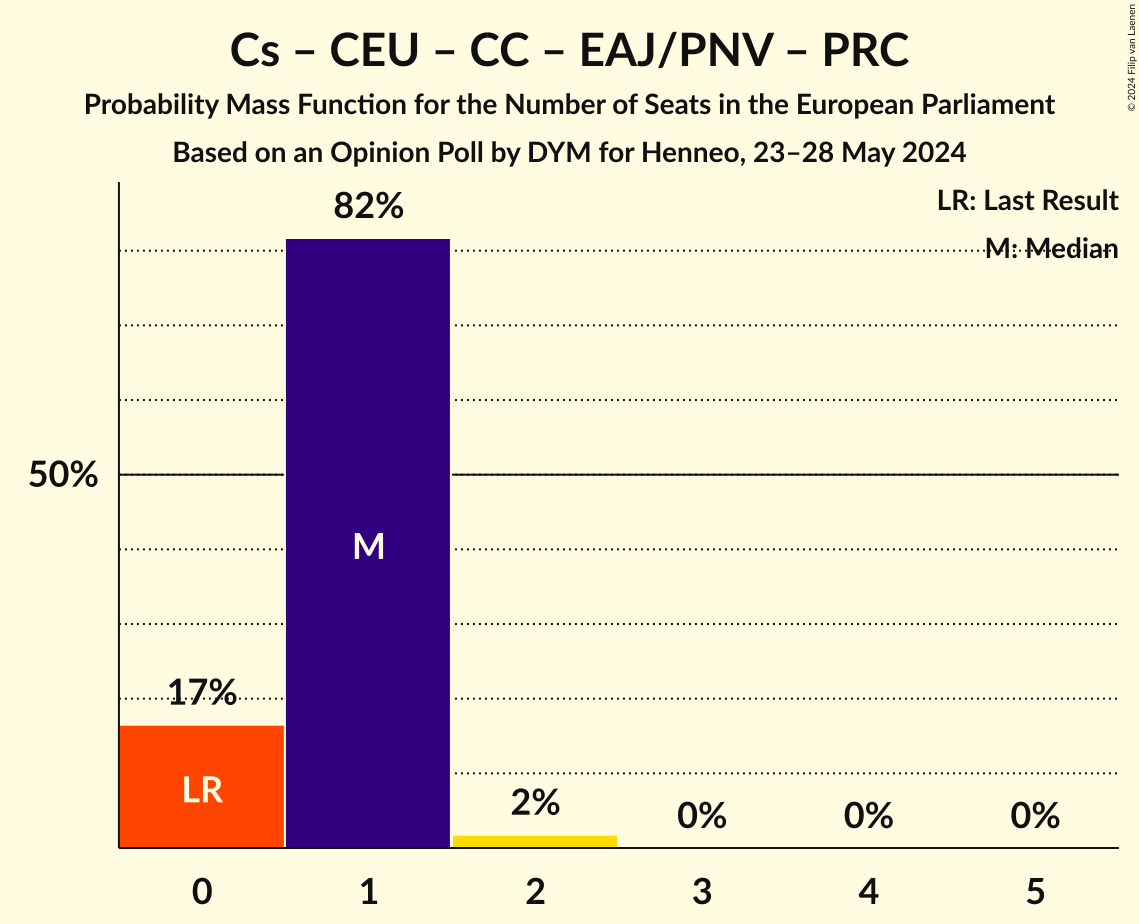 Cs – CEU – CC – EAJ/PNV – PRC
Probability Mass Function for the Number of Seats in the European Parliament
Based on an Opinion Poll by DYM for Henneo, 23–28 May 2024
© 2024 Filip van Laenen
LR: Last Result
M: Median
82%
50%
M
17%
LR
2%
0%
0%
0%
0 1 2 3 4 5